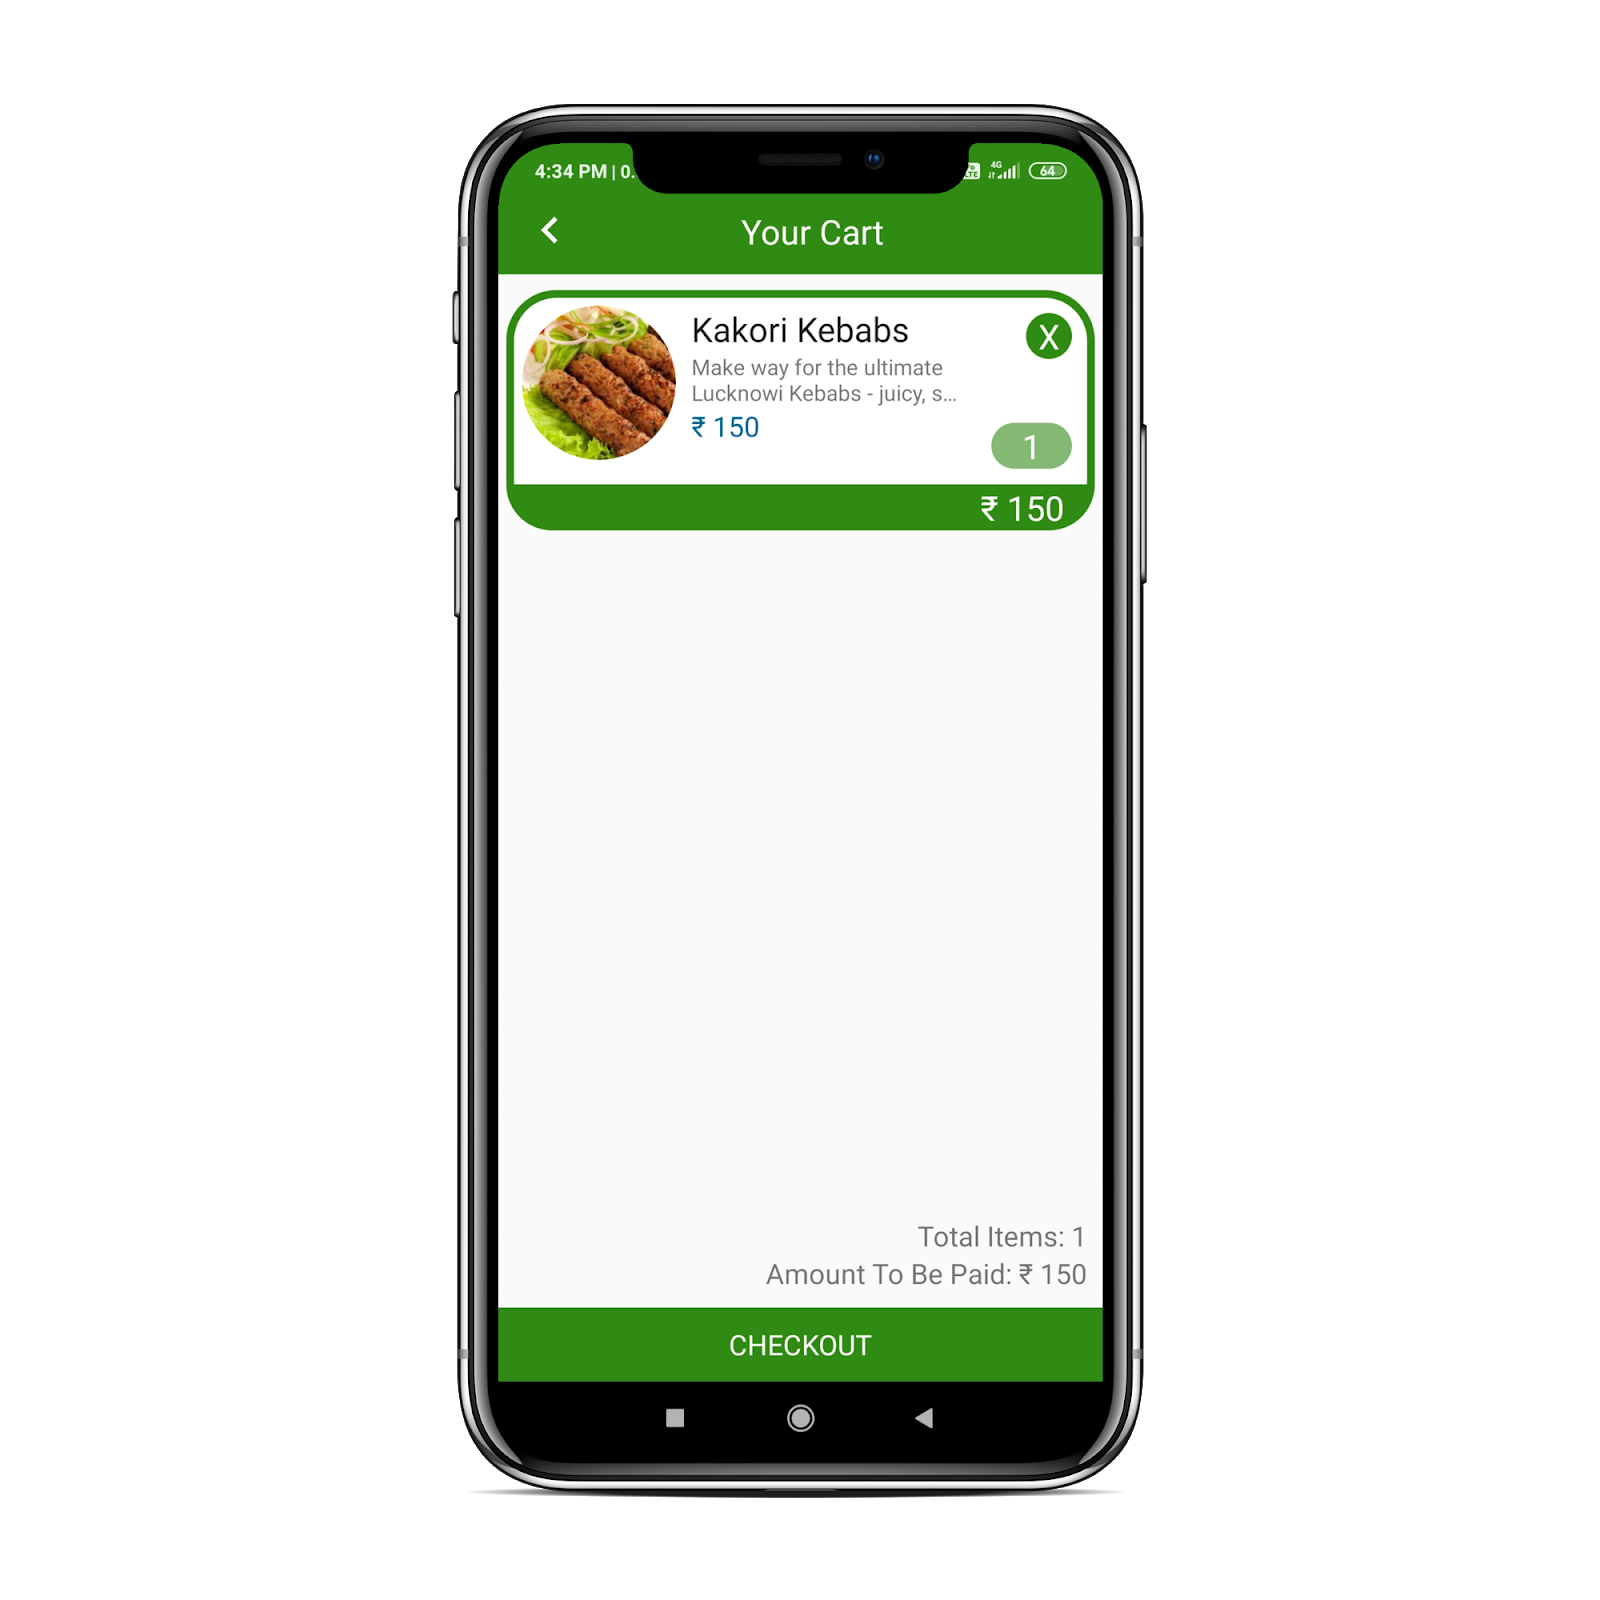 4:34 PM | 0.
4G
64
Your Cart
Kakori Kebabs
X
Make way for the ultimate
Lucknowi Kebabs - juicy, s...
₹ 150
1
₹ 150
Total Items: 1
Amount To Be Paid: ₹ 150
CHECKOUT